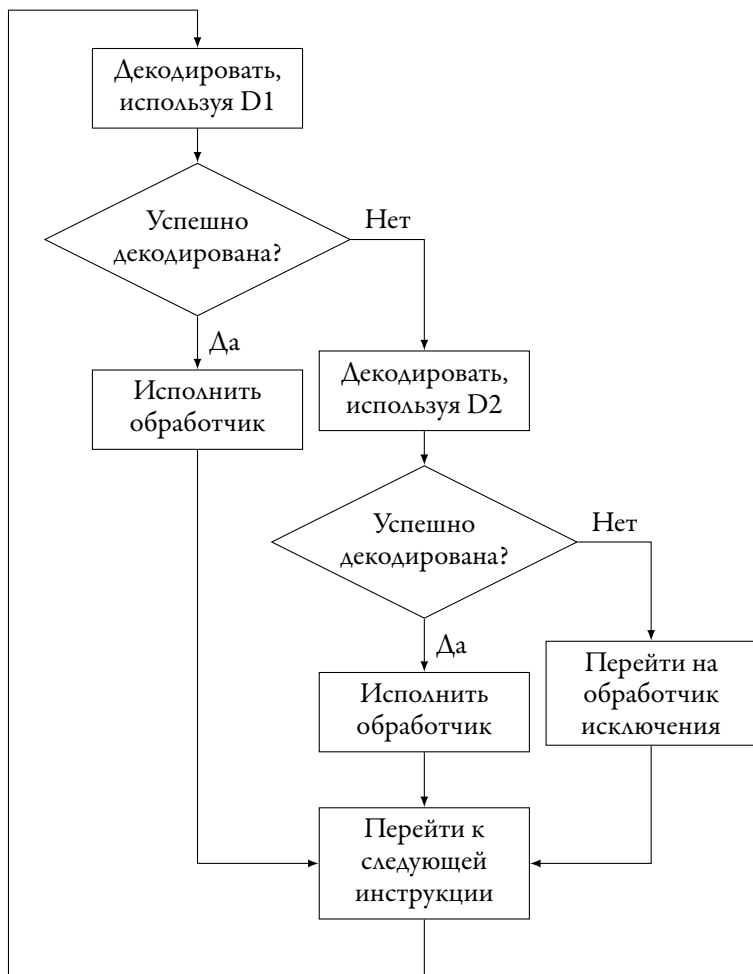 Декодировать,
используя D1
Успешно
декодирована?
Нет
Да
Исполнить
обработчик
Декодировать,
используя D2
Успешно
декодирована?
Нет
Да
Исполнить
обработчик
Перейти на
обработчик
исключения
Перейти к
следующей
инструкции